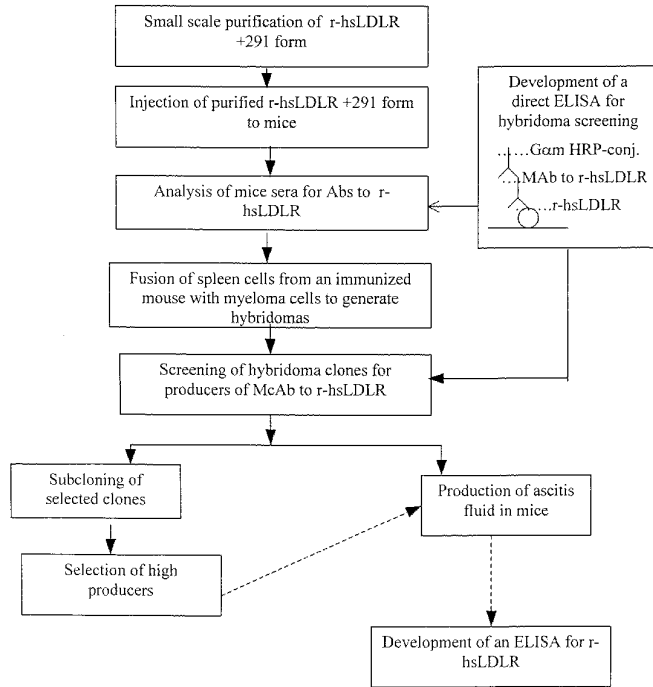 Small scale purification of r-hsLDLR
+291 form
Injection of purified r-hsLDLR +291 form
to mice
Analysis of mice sera for Abs to r-
hsLDLR
Development of a
direct ELISA for
hybridoma screening
......Gαm HRP-conj.
....MAb to r-hsLDLR
.. ....r-hsLDLR
Fusion of spleen cells from an immunized
mouse with myeloma cells to generate
hybridomas
Screening of hybridoma clones for
producers of McAb to r-hsLDLR
Subcloning of
selected clones
Production of ascitis
fluid in mice
Selection of high
producers
Development of an ELISA for r-
hsLDLR